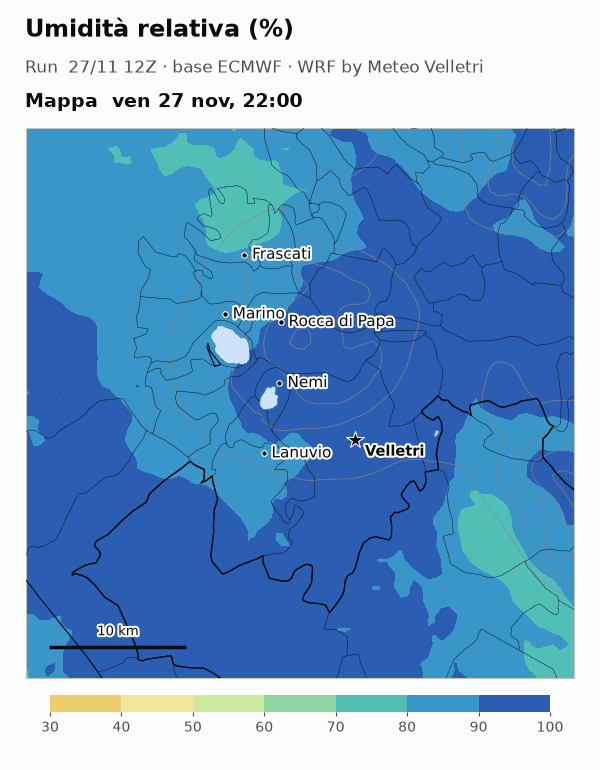 Umidità relativa (%)
Run  27/11 12Z · base ECMWF · WRF by Meteo Velletri
Mappa  ven 27 nov, 22:00
Frascati
Marino
Rocca di Papa
Nemi
Velletri
Lanuvio
10 km
30 40 50 60 70 80 90 100